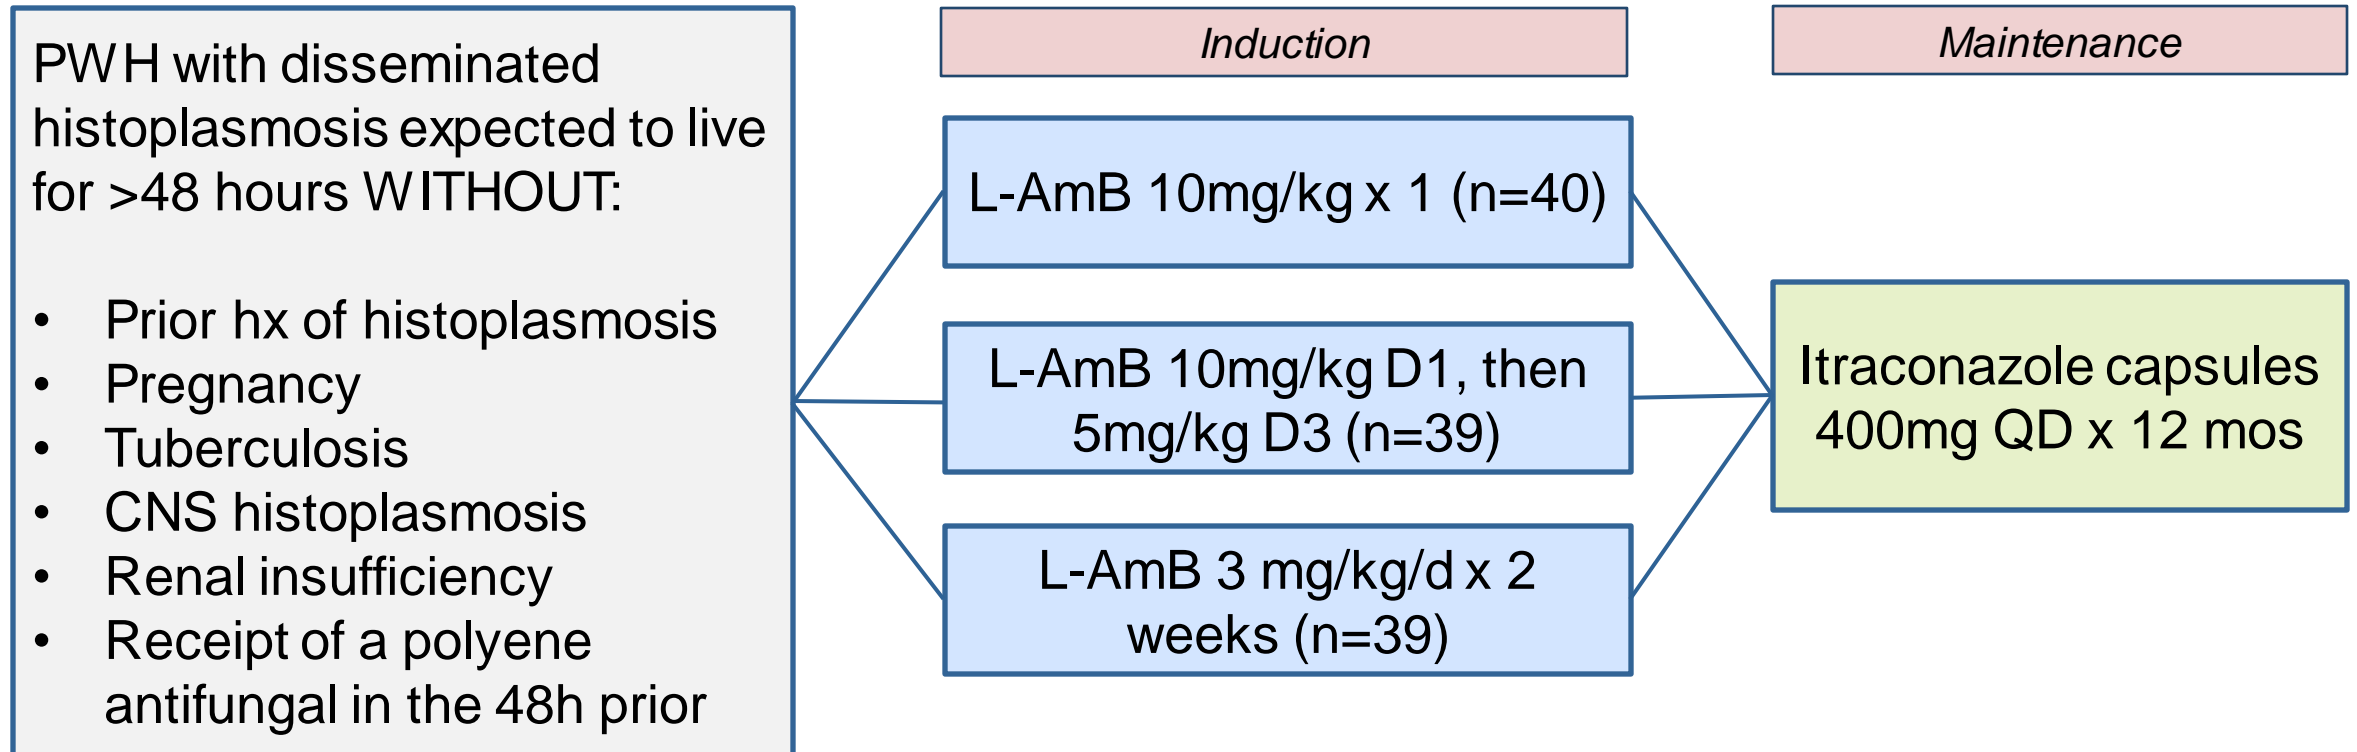 PWH with disseminated
histoplasmosis expected to live
for >48 hours WITHOUT:
• Prior hx of histoplasmosis
• Pregnancy
• Tuberculosis
• CNS histoplasmosis
• Renal insufficiency
• Receipt of a polyene
antifungal in the 48h prior
Induction
L-AmB 10mg/kg x 1 (n=40)
L-AmB 10mg/kg D1, then
5mg/kg D3 (n=39)
L-AmB 3 mg/kg/d x 2
weeks (n=39)
Maintenance
Itraconazole capsules
400mg QD x 12 mos